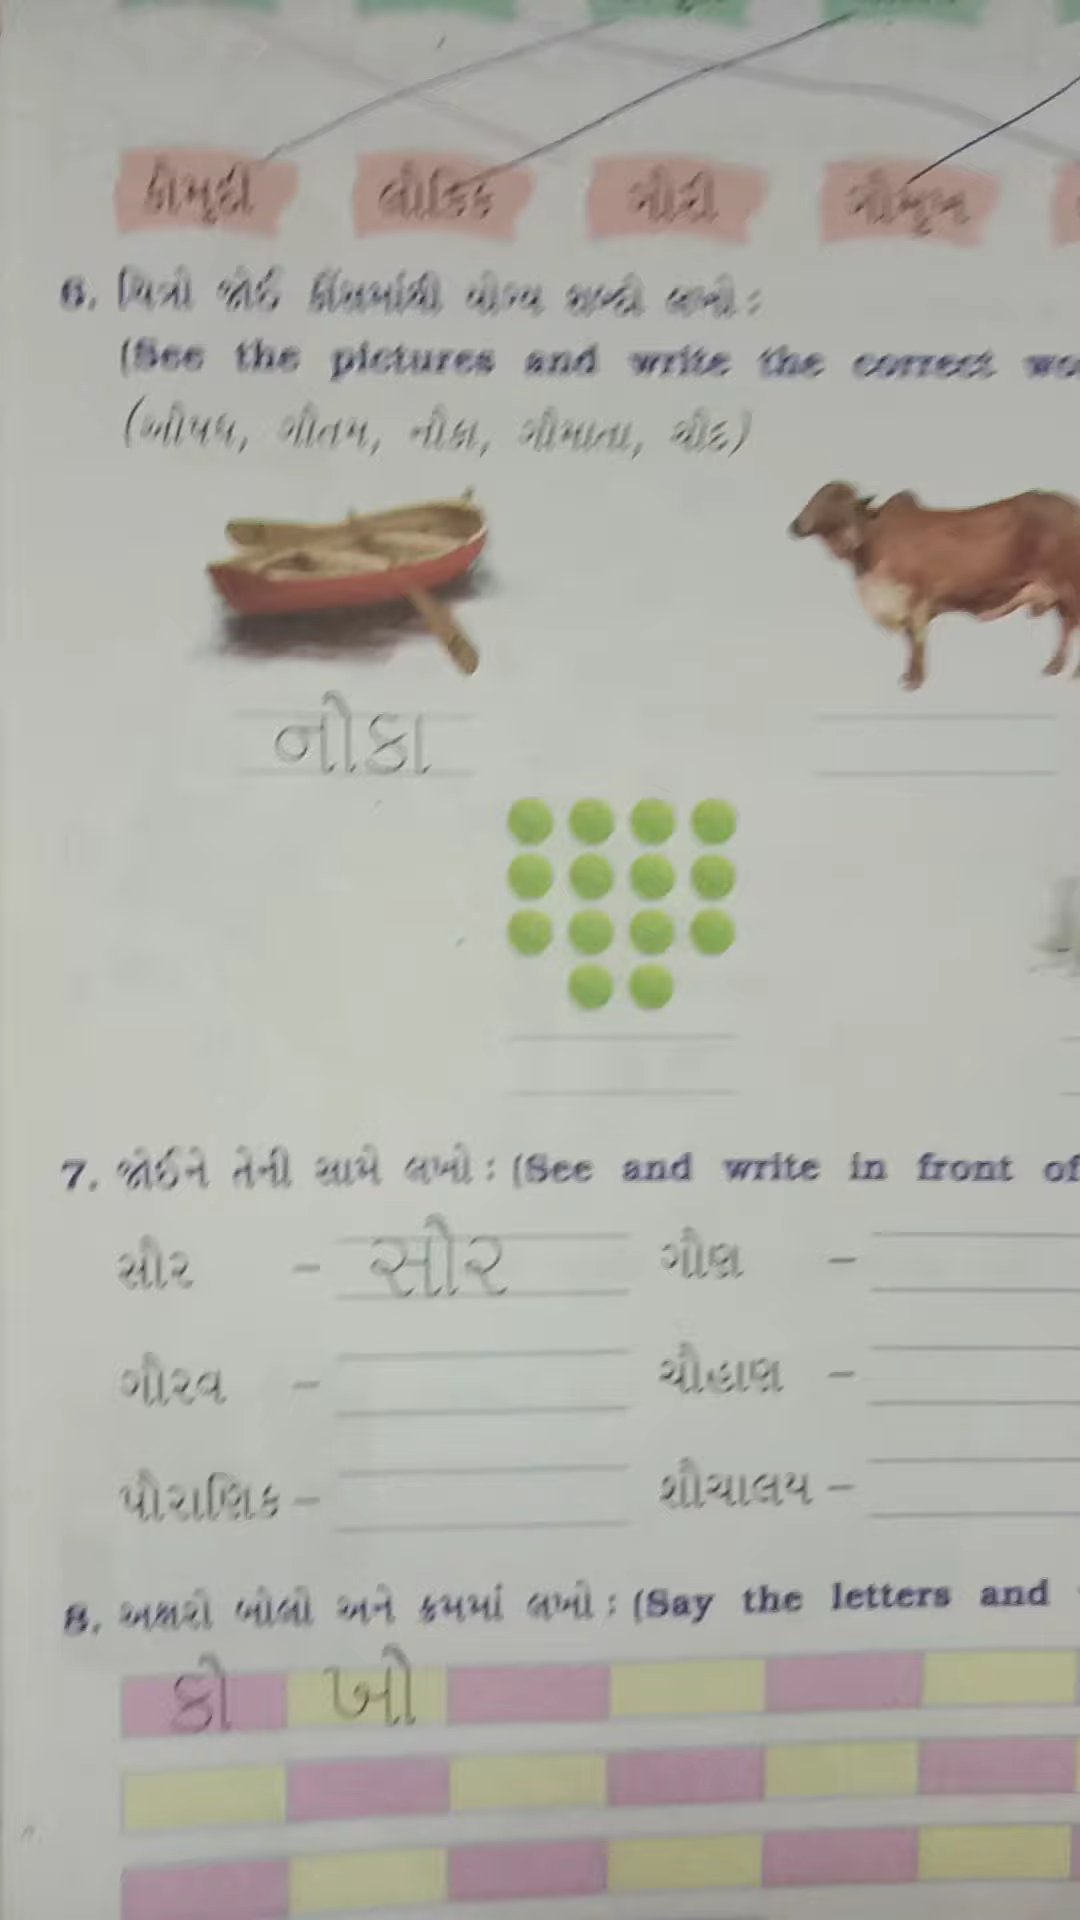 કૌમુદી લૌકિક ગૌરી ગૌમુખ
6. ચિત્રો જોઈ કૌંસમાંથી યોગ્ય શબ્દો લખો :
(See the pictures and write the correct
(ઔષધ, ગૌતમ, નૌકા, ગૌમાતા, ચૌદ)
નૌકા
7. જોઈને તેની સામે લખો : (See and write in front of
સૌર – સૌર ગૌણ –
ગૌરવ – ચૌહાણ –
પૌરાણિક – શૌચાલય –
8. અક્ષરો બોલો અને ક્રમમાં લખો : (Say the letters and
કૌ ખૌ